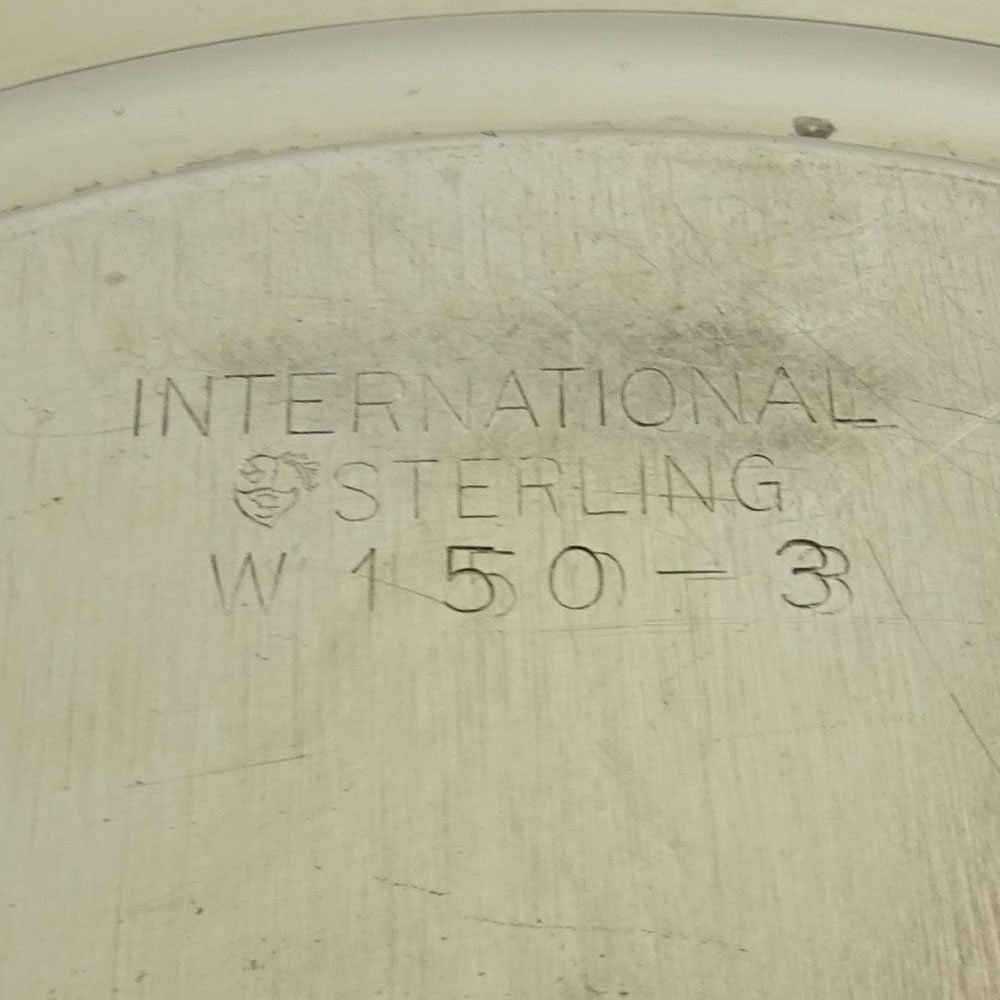 INTERNATIONAL
STERLING
W 150-3